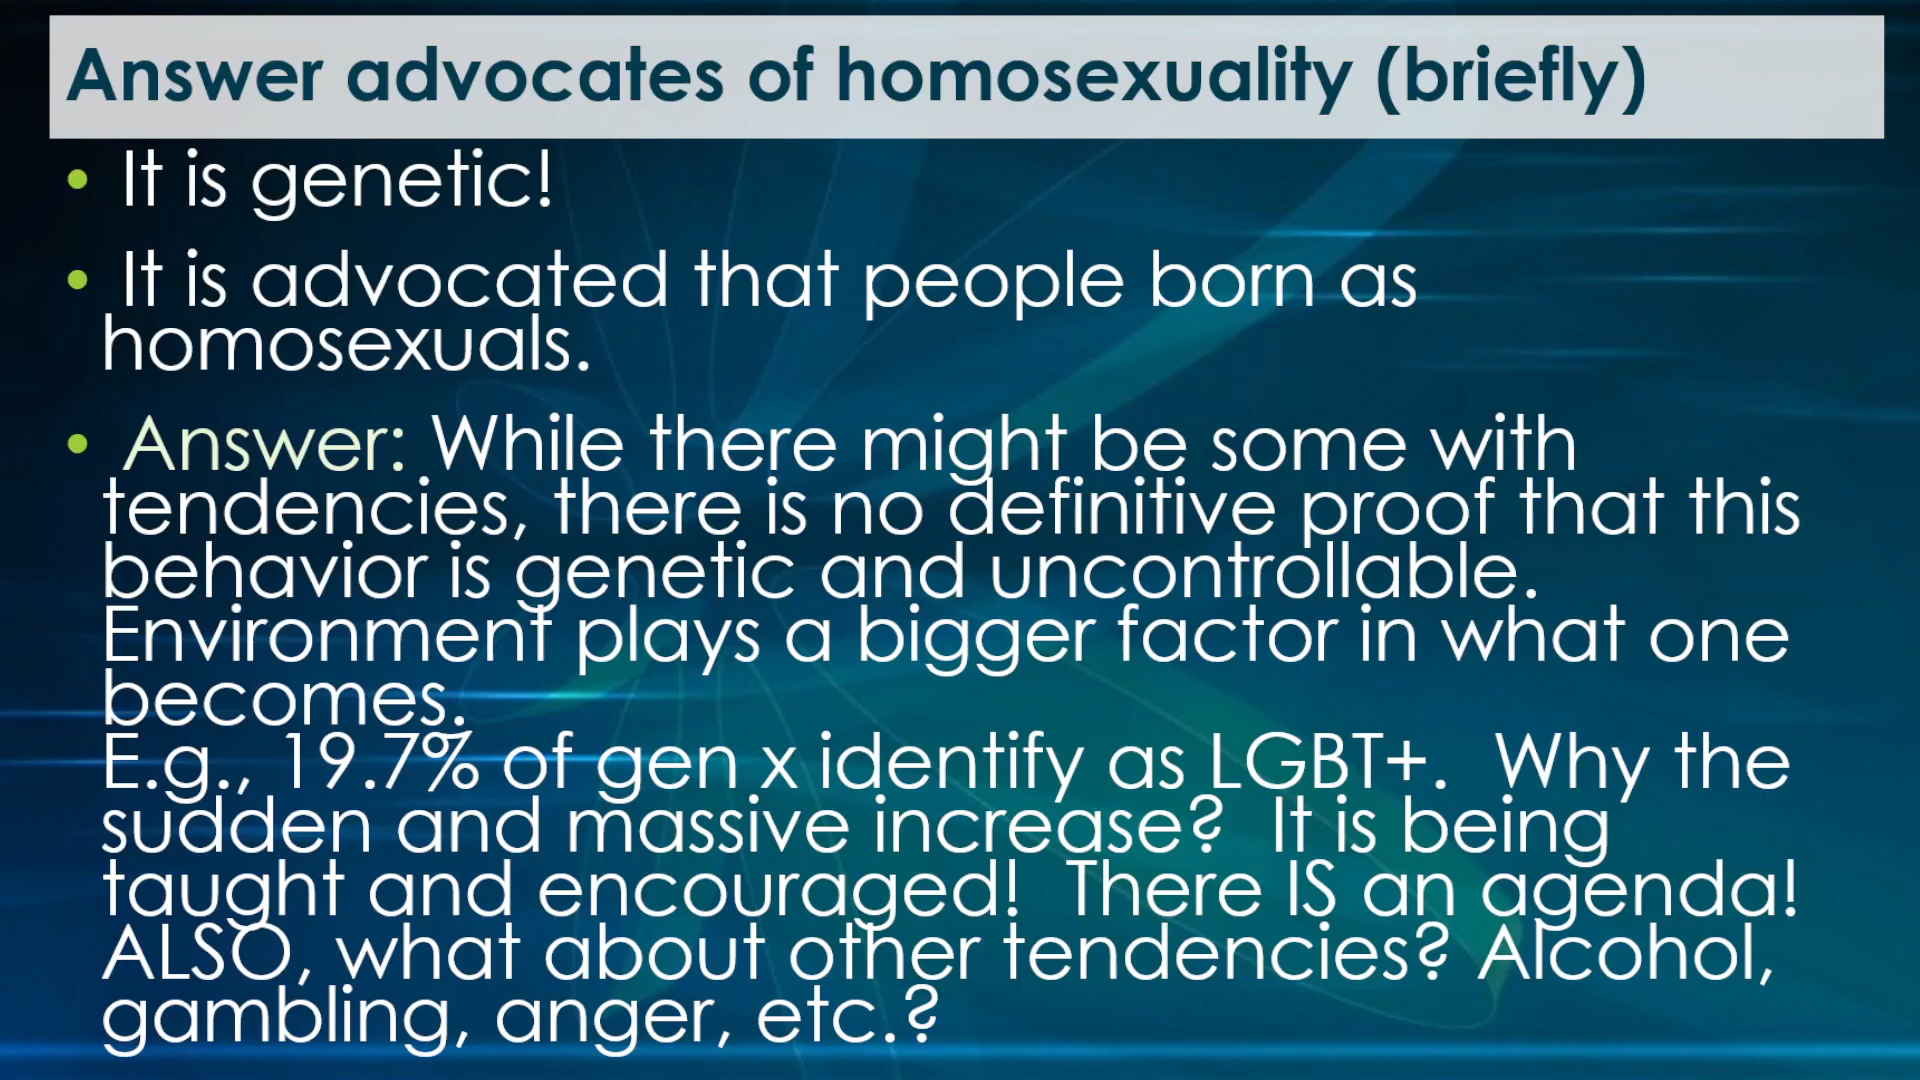 Answer advocates of homosexuality (briefly)
• It is genetic!
• It is advocated that people born as
homosexuals.
• Answer: While there might be some with
tendencies, there is no definitive proof that this
behavior is genetic and uncontrollable.
Environment plays a bigger factor in what one
becomes.
E.g., 19.7% of gen x identify as LGBT+.  Why the
sudden and massive increase?  It is being
taught and encouraged!  There IS an agenda!
ALSO, what about other tendencies? Alcohol,
gambling, anger, etc.?